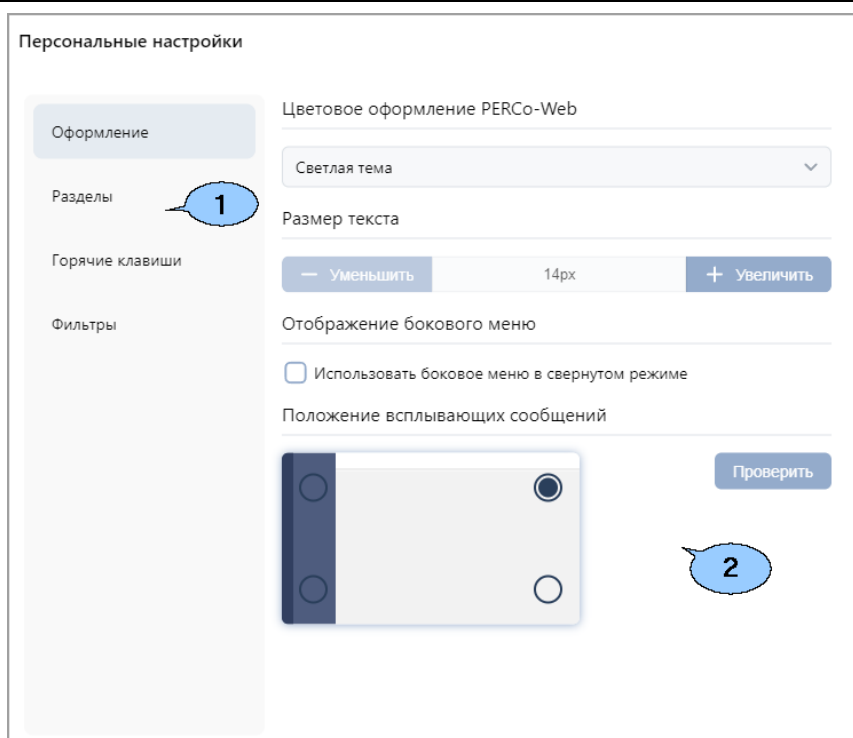 Персональные настройки
Оформление
Разделы
1
Горячие клавиши
Фильтры
Цветовое оформление PERCo-Web
Светлая тема
Размер текста
— Уменьшить 14px + Увеличить
Отображение бокового меню
Использовать боковое меню в свернутом режиме
Положение всплывающих сообщений
Проверить
2